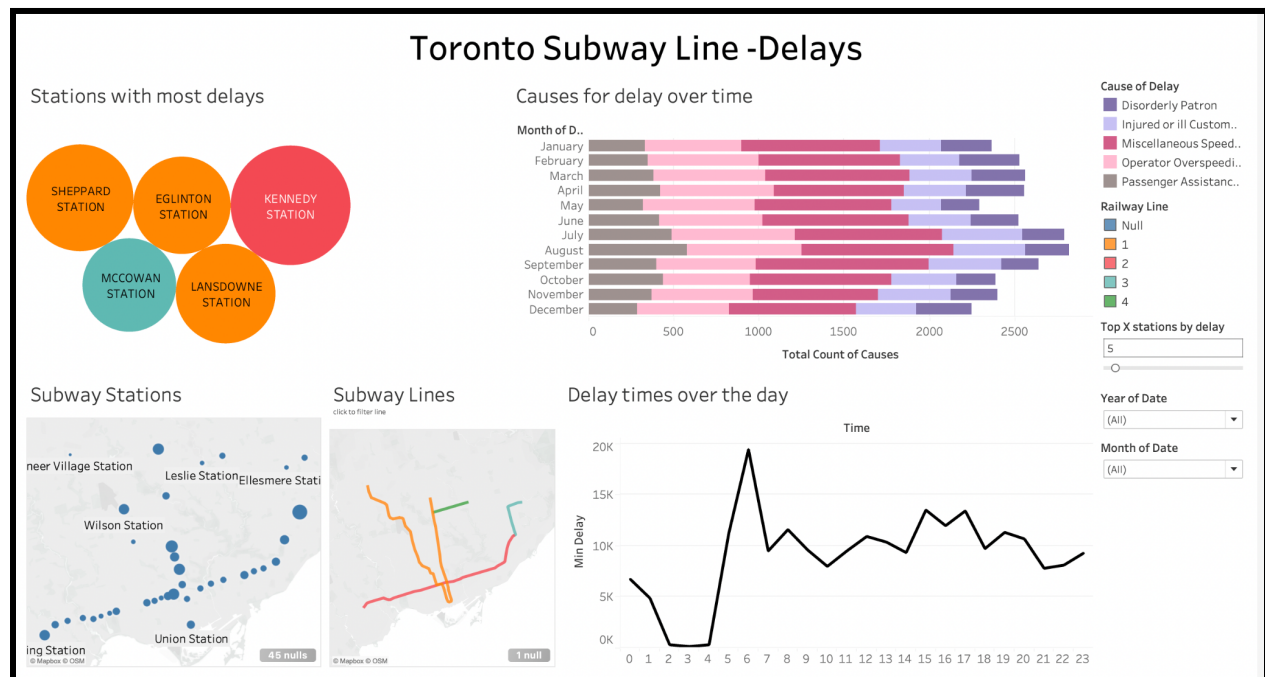 Toronto Subway Line -Delays
Stations with most delays
SHEPPARD
STATION
EGLINTON
STATION
KENNEDY
STATION
MCCOWAN
STATION
LANSDOWNE
STATION
Causes for delay over time
Month of D..
January
February
March
April
May
June
July
August
September
October
November
December
0 500 1000 1500 2000 2500
Total Count of Causes
Cause of Delay
Disorderly Patron
Injured or ill Custom..
Miscellaneous Speed..
Operator Overspeedi..
Passenger Assistanc..
Railway Line
Null
1
2
3
4
Top X stations by delay
5
Year of Date
(All)
Month of Date
(All)
Subway Stations
neer Village Station
Leslie Station
Ellesmere Stati
Wilson Station
Union Station
ing Station
© Mapbox © OSM
45 nulls
Subway Lines
click to filter line
© Mapbox © OSM
1 null
Delay times over the day
Time
Min Delay
20K
15K
10K
5K
0K
0 1 2 3 4 5 6 7 8 9 10 11 12 13 14 15 16 17 18 19 20 21 22 23